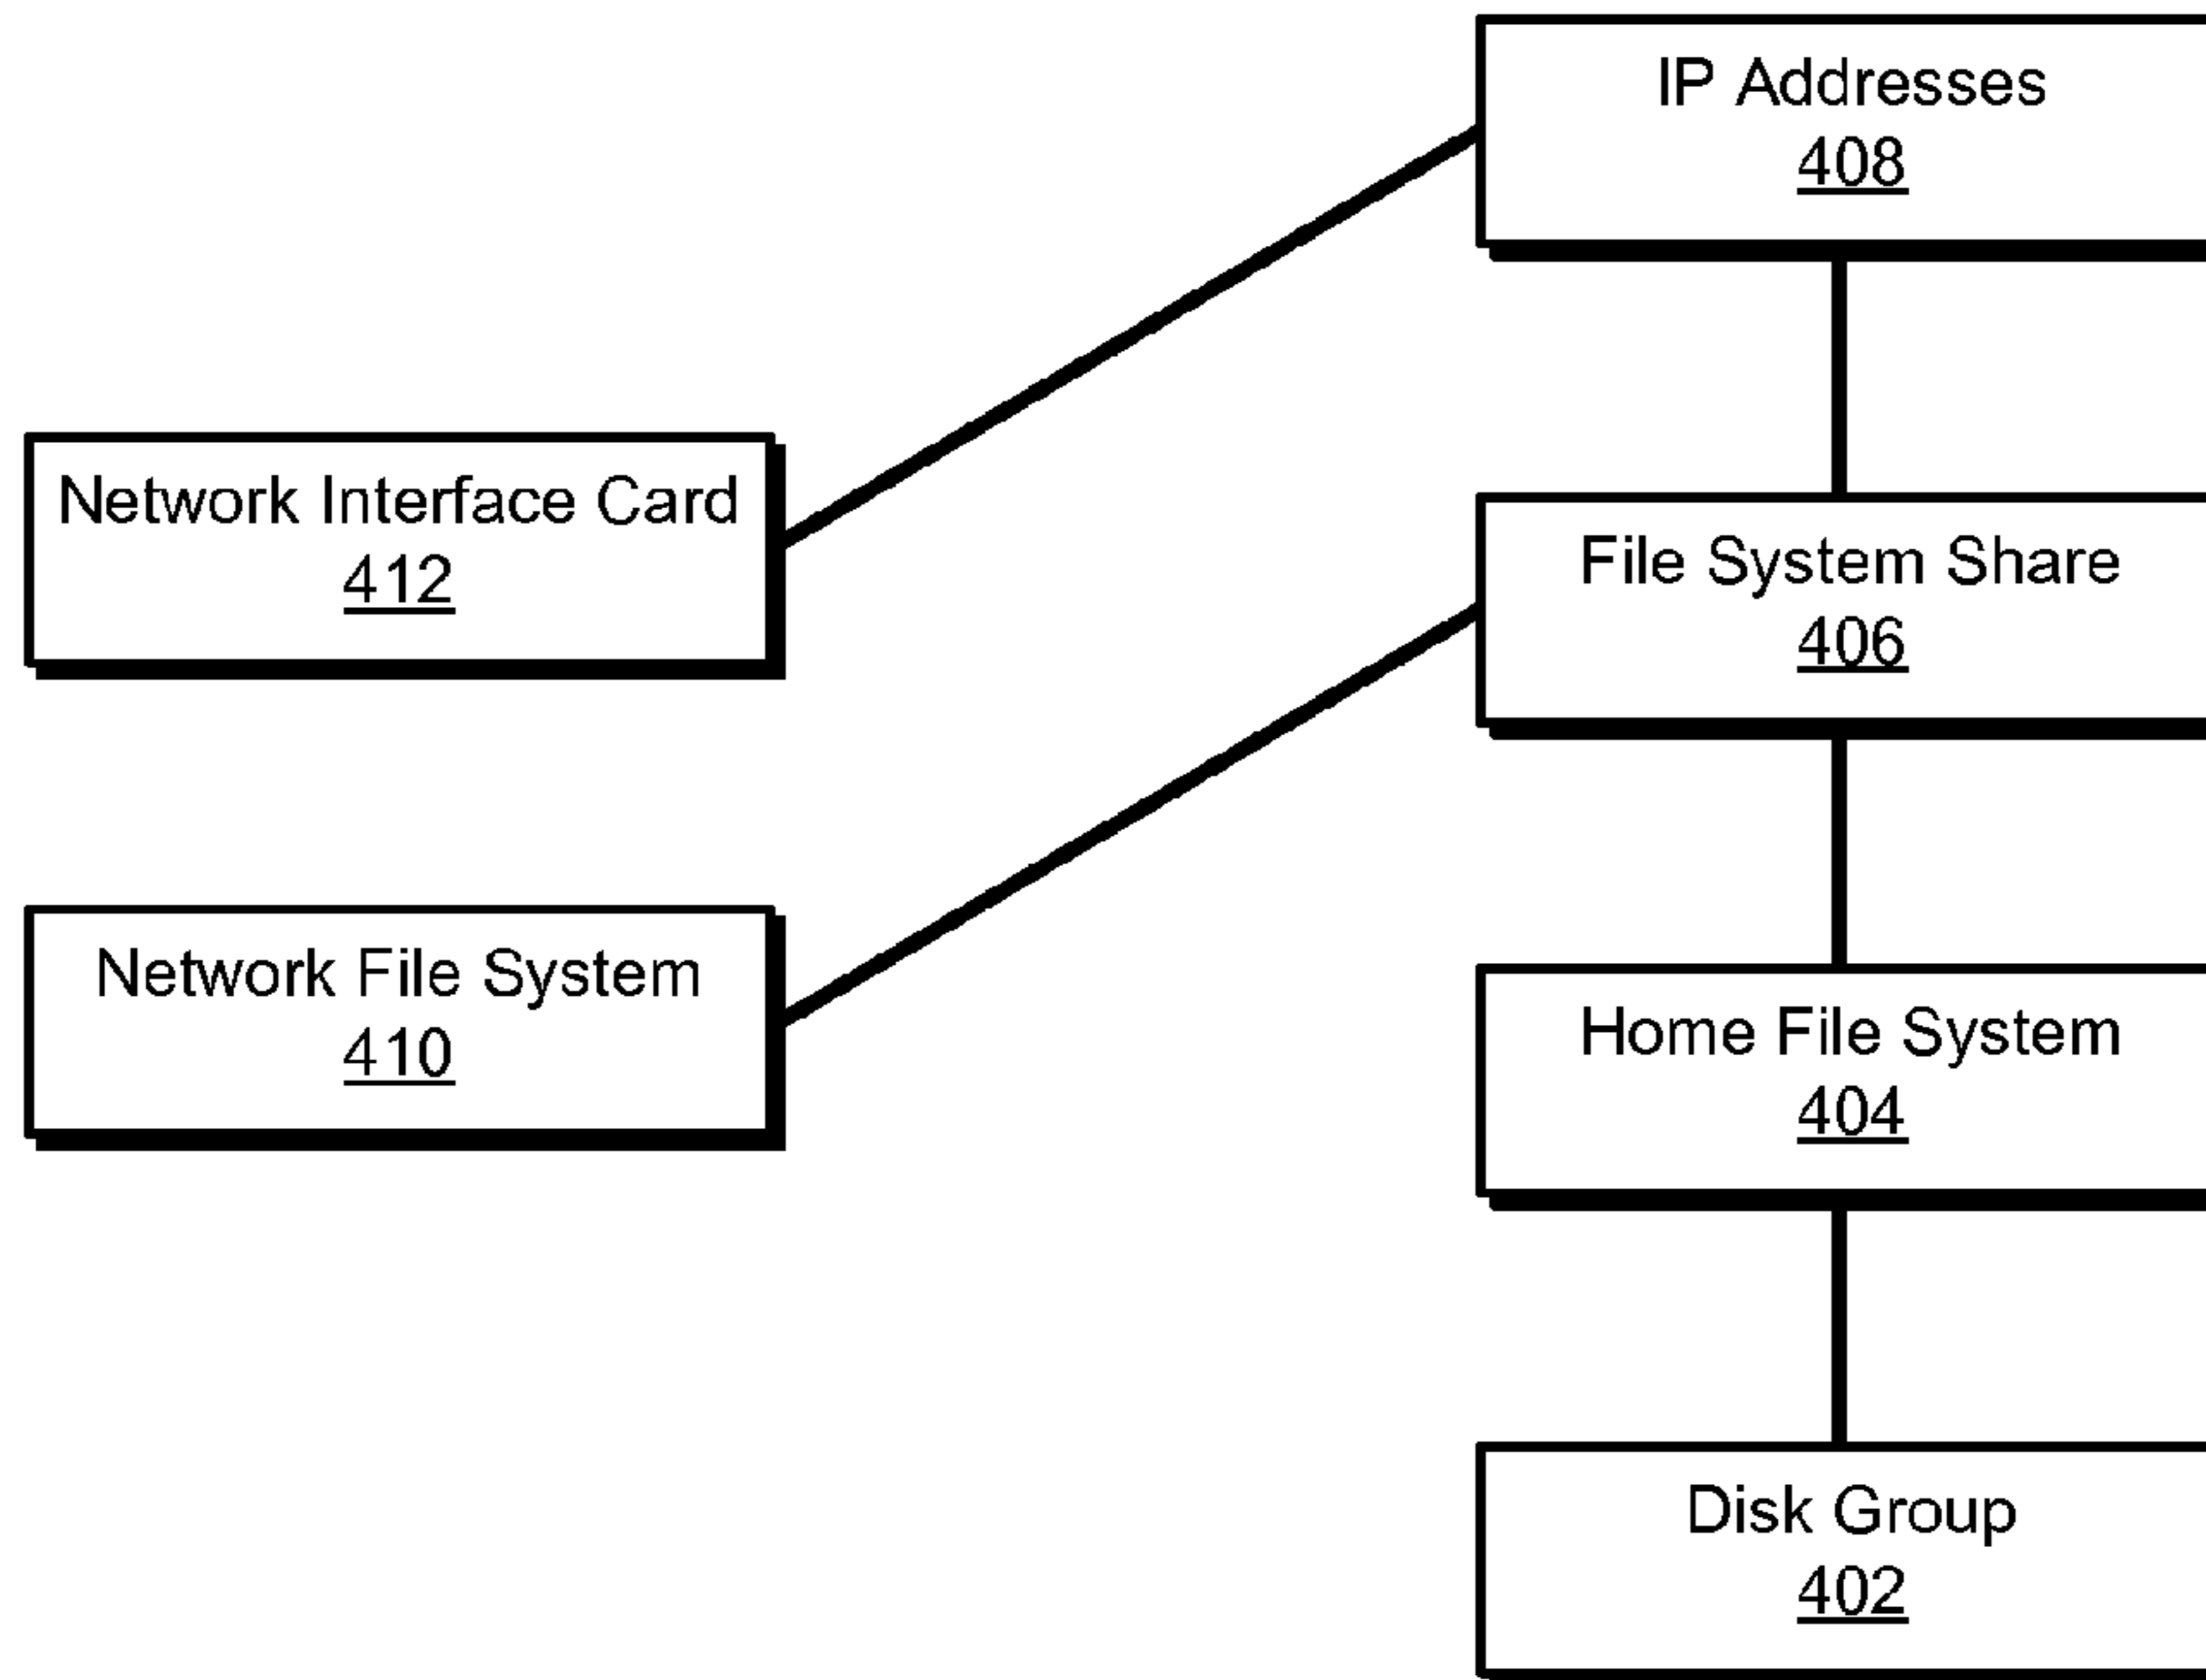 IP Addresses
408
Network Interface Card
412
File System Share
406
Network File System
410
Home File System
404
Disk Group
402